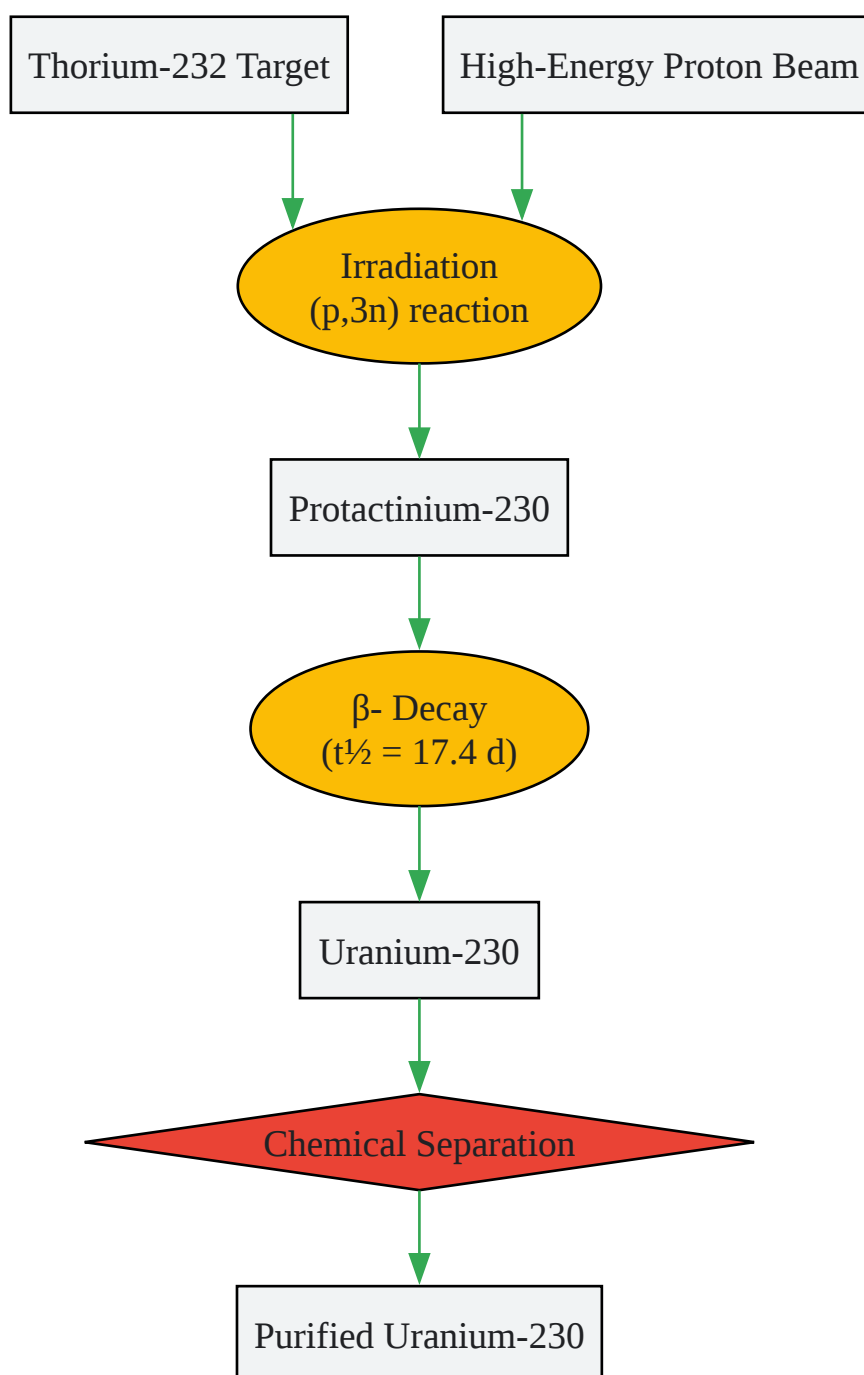 Thorium-232 Target
High-Energy Proton Beam
Irradiation
(p,3n) reaction
Protactinium-230
β- Decay
(t½ = 17.4 d)
Uranium-230
Chemical Separation
Purified Uranium-230